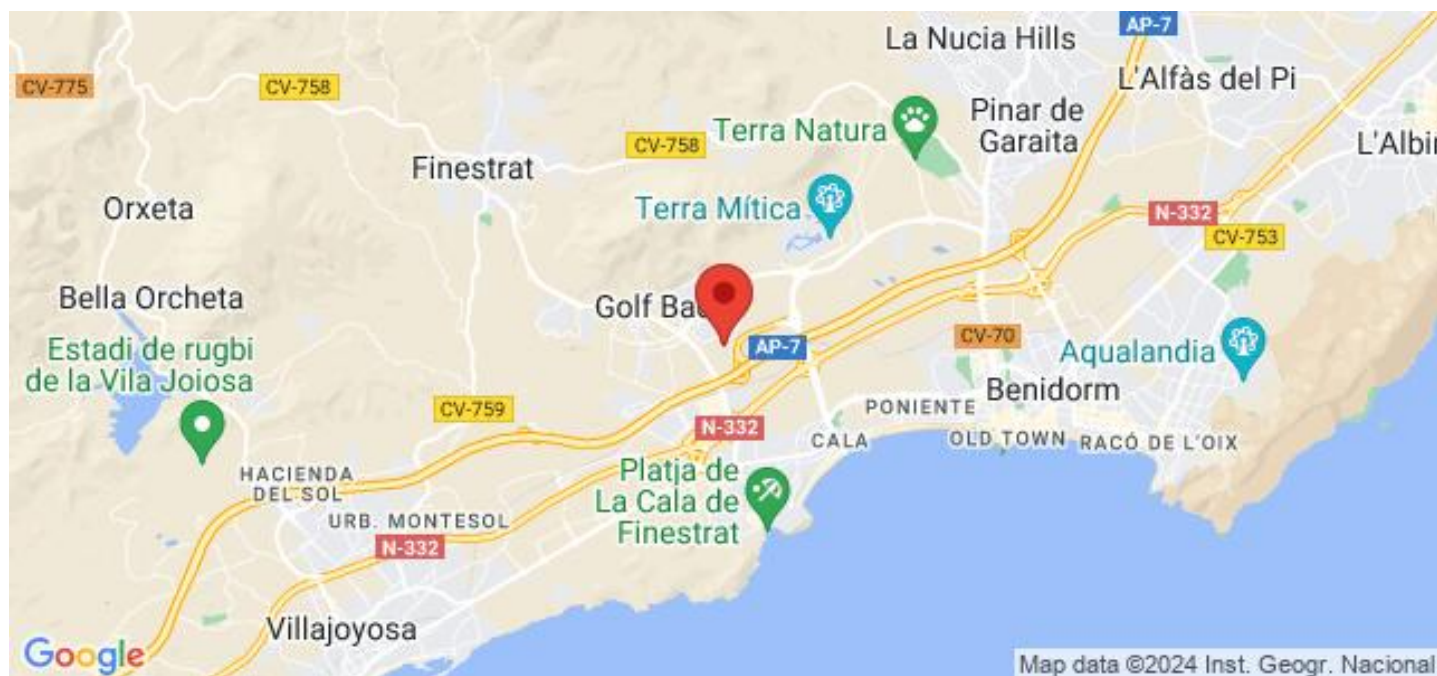 AP-7
La Nucia Hills
L'Alfàs del Pi
CV-775
CV-758
Pinar de
Garaita
Terra Natura
CV-758
Finestrat
L'Albir
Orxeta
Terra Mítica
N-332
CV-753
Bella Orcheta
Golf Ba
Estadi de rugbi
de la Vila Joiosa
AP-7
CV-70
Aqualandia
Benidorm
CV-759
PONIENTE
N-332
CALA
OLD TOWN
RACÓ DE L'OIX
HACIENDA
DEL SOL
Platja de
La Cala de
Finestrat
URB. MONTESOL
N-332
Villajoyosa
Google
Map data ©2024 Inst. Geogr. Nacional